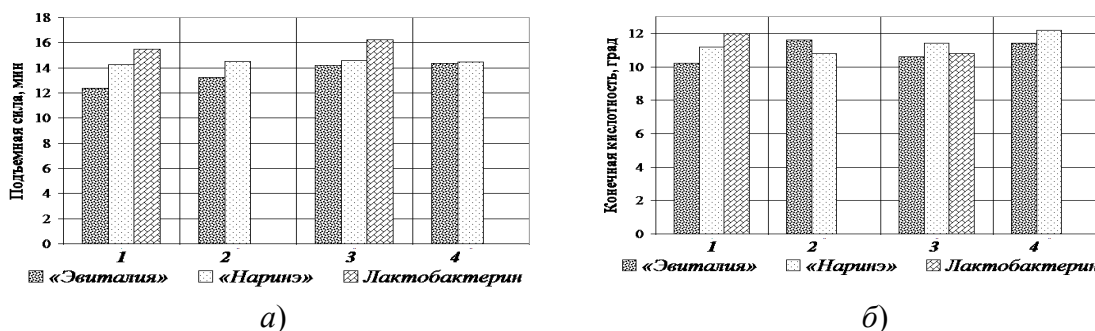 Подъемная сила, мин
18
16
14
12
10
8
6
4
2
0
1 2 3 4
«Эвиталия» «Наринэ» Лактобактерин
а)
Конечная кислотность, град
12
10
8
6
4
2
0
1 2 3 4
«Эвиталия» «Наринэ» Лактобактерин
б)